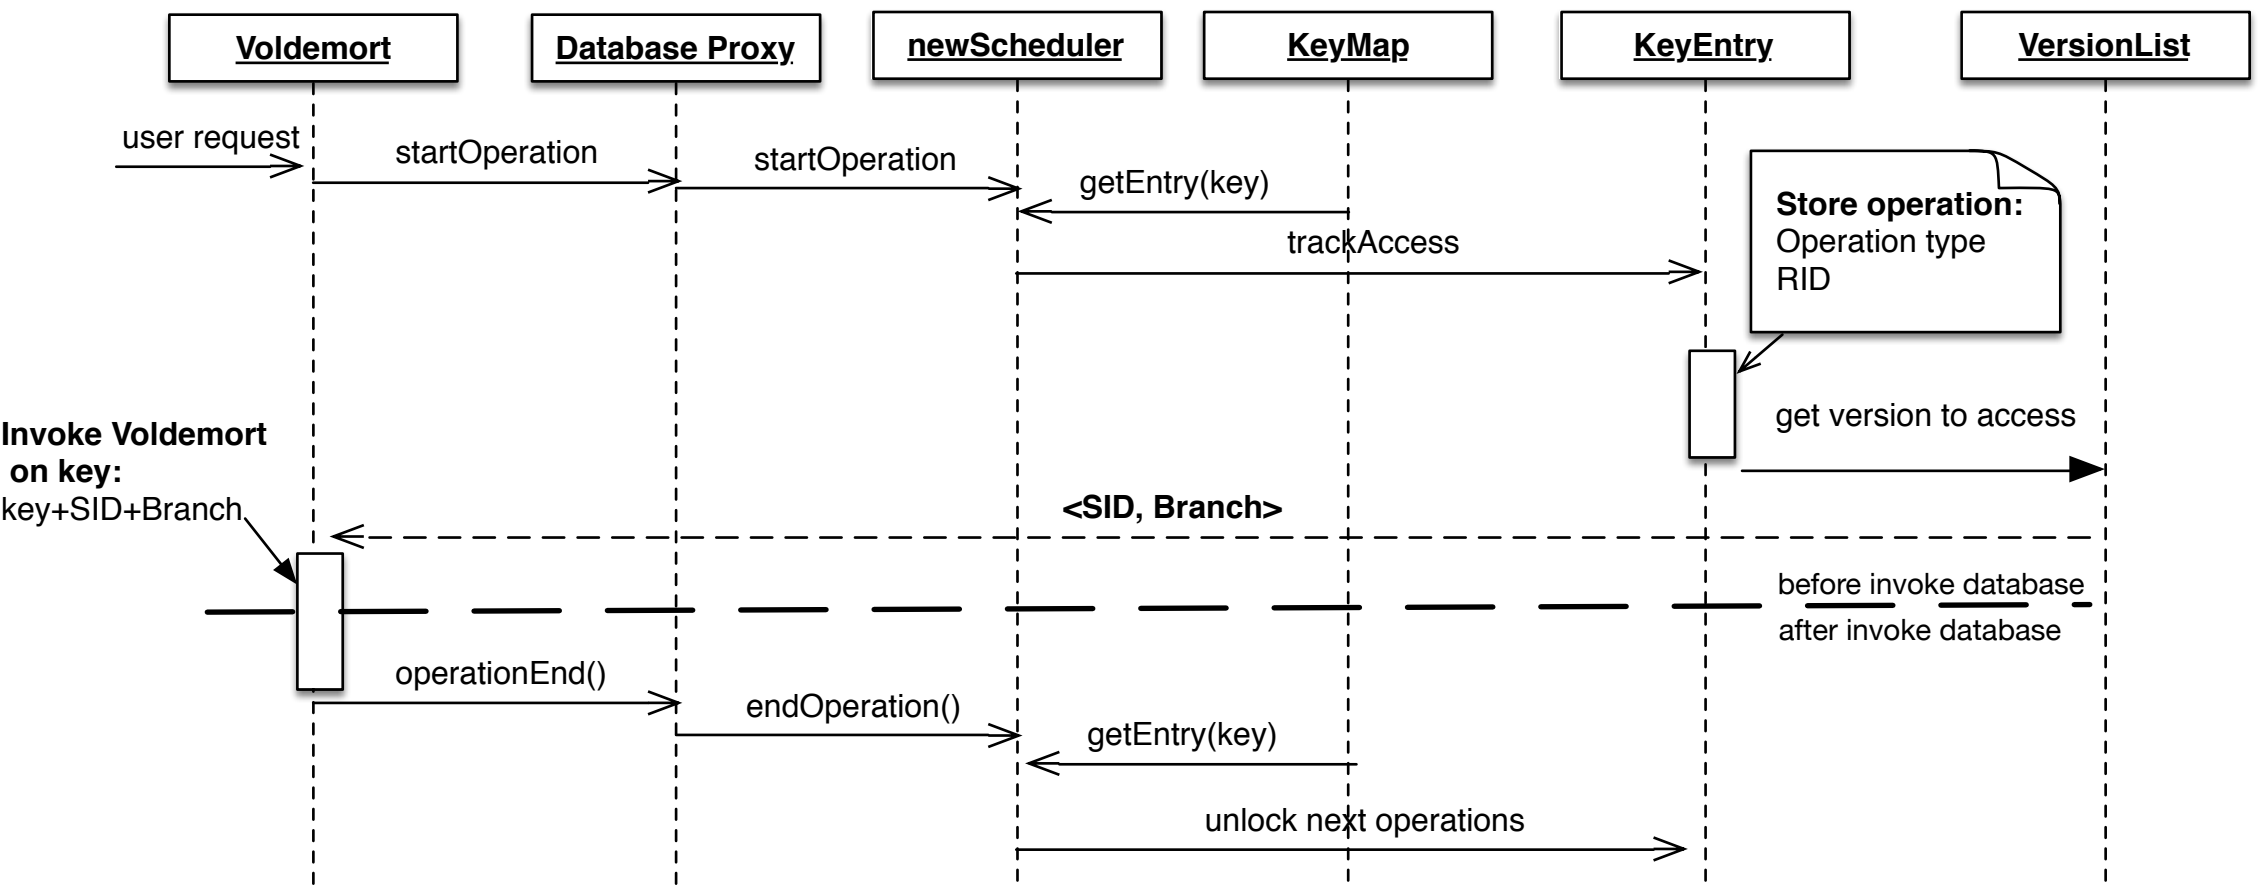 Voldemort
Database Proxy
newScheduler
KeyMap
KeyEntry
VersionList
user request
startOperation
startOperation
getEntry(key)
trackAccess
Store operation:
Operation type
RID
get version to access
Invoke Voldemort
on key:
key+SID+Branch
<SID, Branch>
before invoke database
after invoke database
operationEnd()
endOperation()
getEntry(key)
unlock next operations